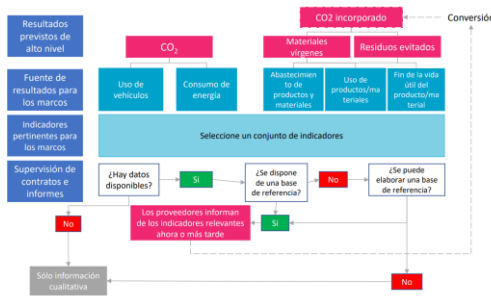 Resultados
previstos de
alto nivel
CO2 incorporado
Conversión
CO₂
Materiales
vírgenes
Residuos evitados
Fuente de
resultados para
los marcos
Uso de
vehículos
Consumo de
energía
Abastecimien
to de
productos y
materiales
Uso de
productos/ma
teriales
Fin de la vida
útil del
producto/ma
terial
Indicadores
pertinentes para
los marcos
Seleccione un conjunto de indicadores
Supervisión de
contratos e
informes
¿Hay datos
disponibles?
Si
¿Se dispone
de una base
de referencia?
No
¿Se puede
elaborar una base
de referencia?
No
Los proveedores informan
de los indicadores relevantes
ahora o más tarde
Si
Sólo información
cualitativa
No